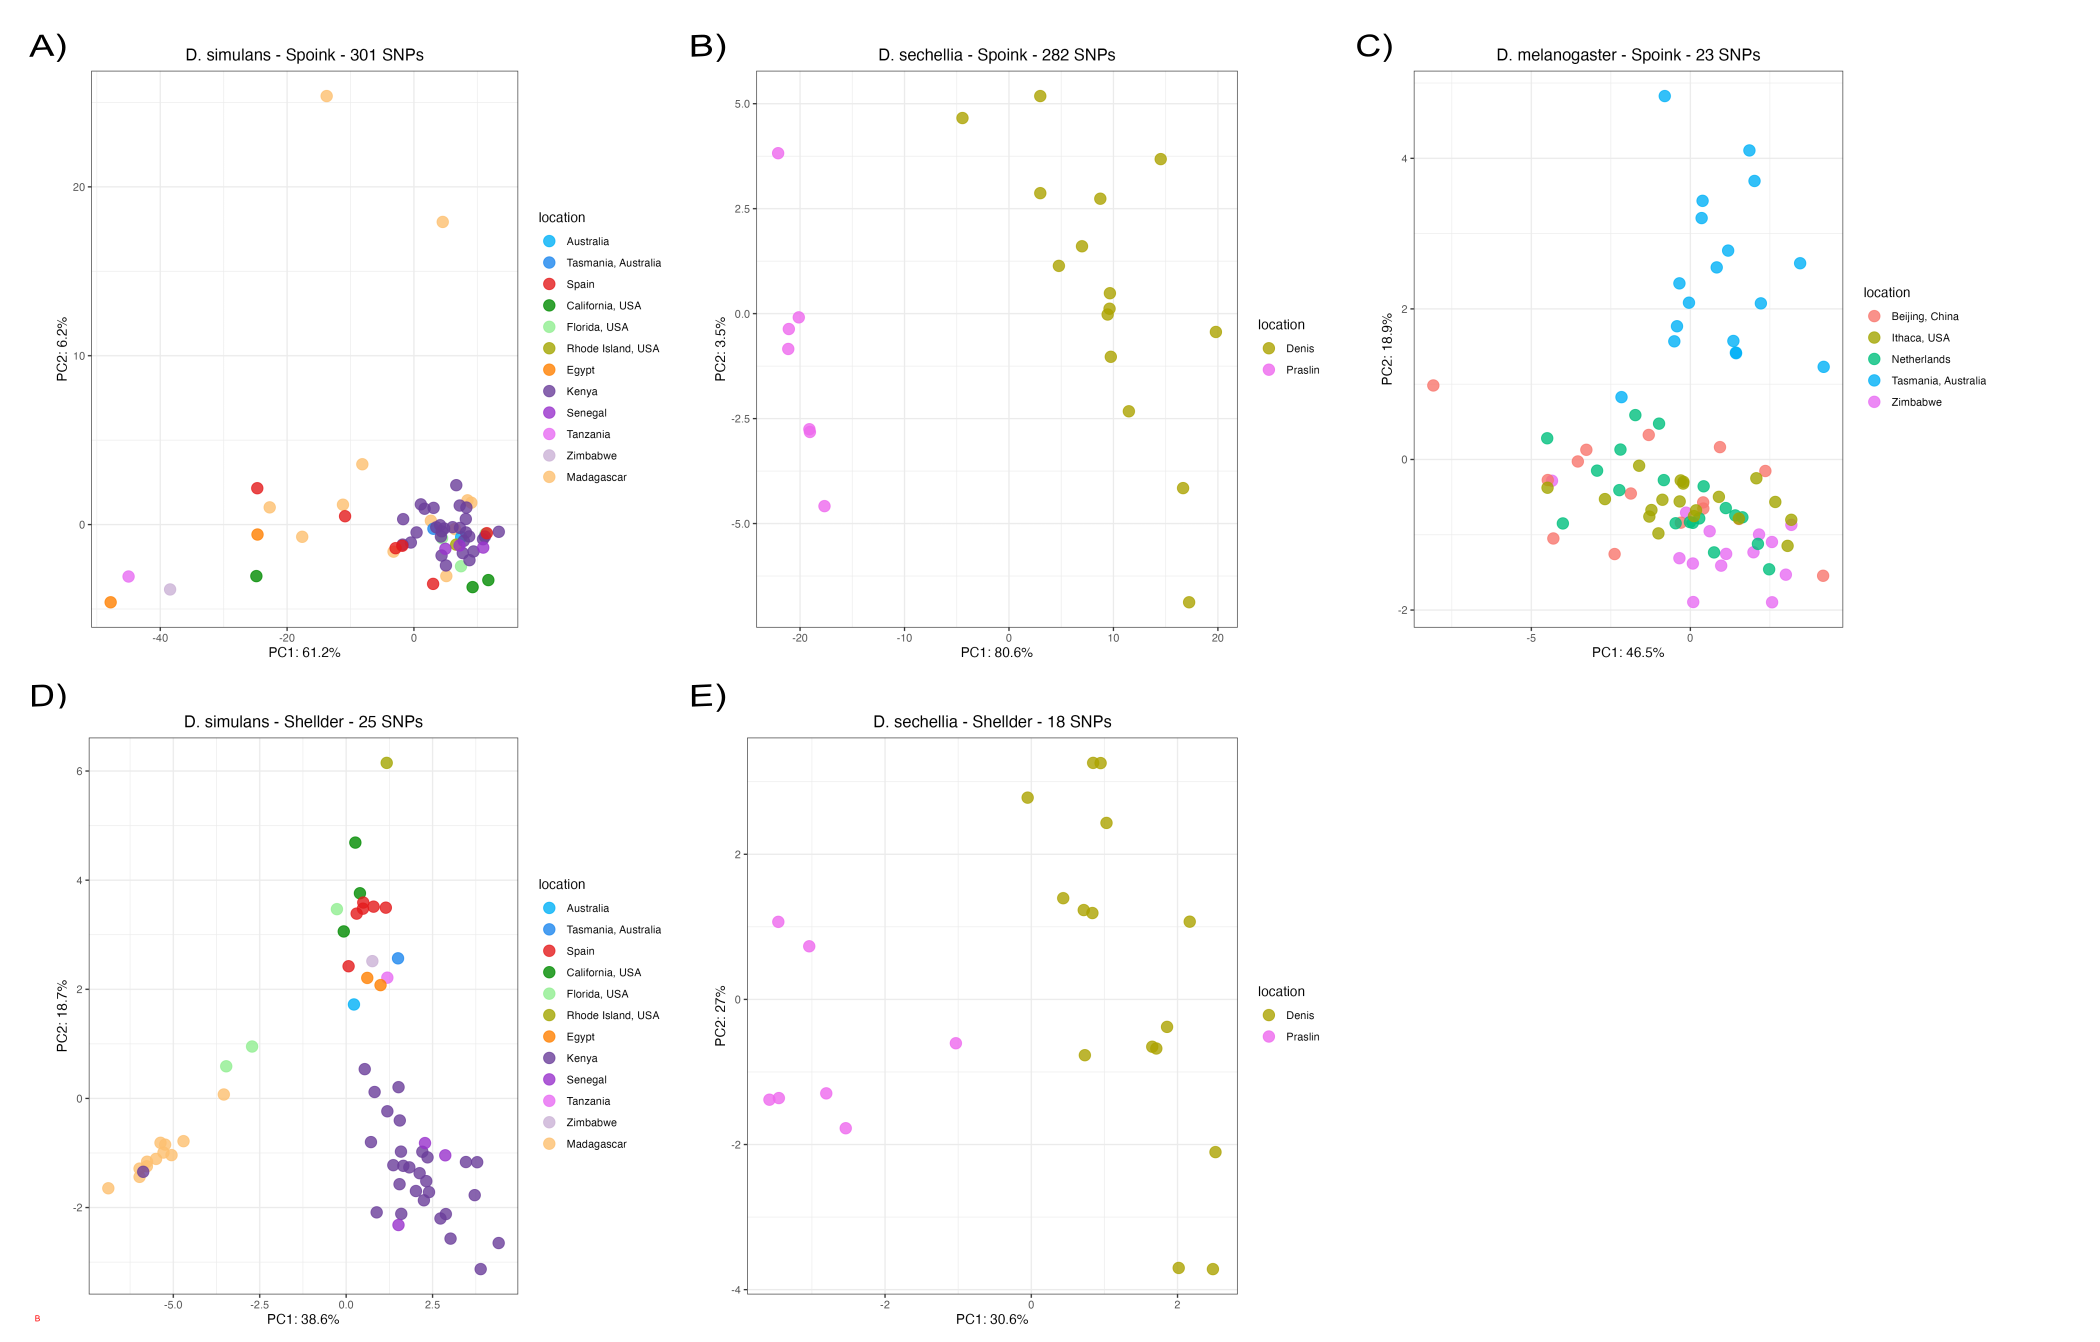 A)
D. simulans - Spoink - 301 SNPs
20
10
0
-40
-20
0
PC1: 61.2%
PC2: 6.2%
location
Australia
Tasmania, Australia
Spain
California, USA
Florida, USA
Rhode Island, USA
Egypt
Kenya
Senegal
Tanzania
Zimbabwe
Madagascar
B)
D. sechellia - Spoink - 282 SNPs
5.0
2.5
0.0
-2.5
-5.0
-20
-10
0
10
20
PC1: 80.6%
PC2: 3.5%
location
Denis
Praslin
C)
D. melanogaster - Spoink - 23 SNPs
4
2
0
-2
-5
0
PC1: 46.5%
PC2: 18.9%
location
Beijing, China
Ithaca, USA
Netherlands
Tasmania, Australia
Zimbabwe
D)
D. simulans - Shellder - 25 SNPs
6
4
2
0
-2
-5.0
-2.5
0.0
2.5
PC1: 38.6%
PC2: 18.7%
location
Australia
Tasmania, Australia
Spain
California, USA
Florida, USA
Rhode Island, USA
Egypt
Kenya
Senegal
Tanzania
Zimbabwe
Madagascar
B
E)
D. sechellia - Shellder - 18 SNPs
2
0
-2
-4
-2
0
2
PC1: 30.6%
PC2: 27%
location
Denis
Praslin